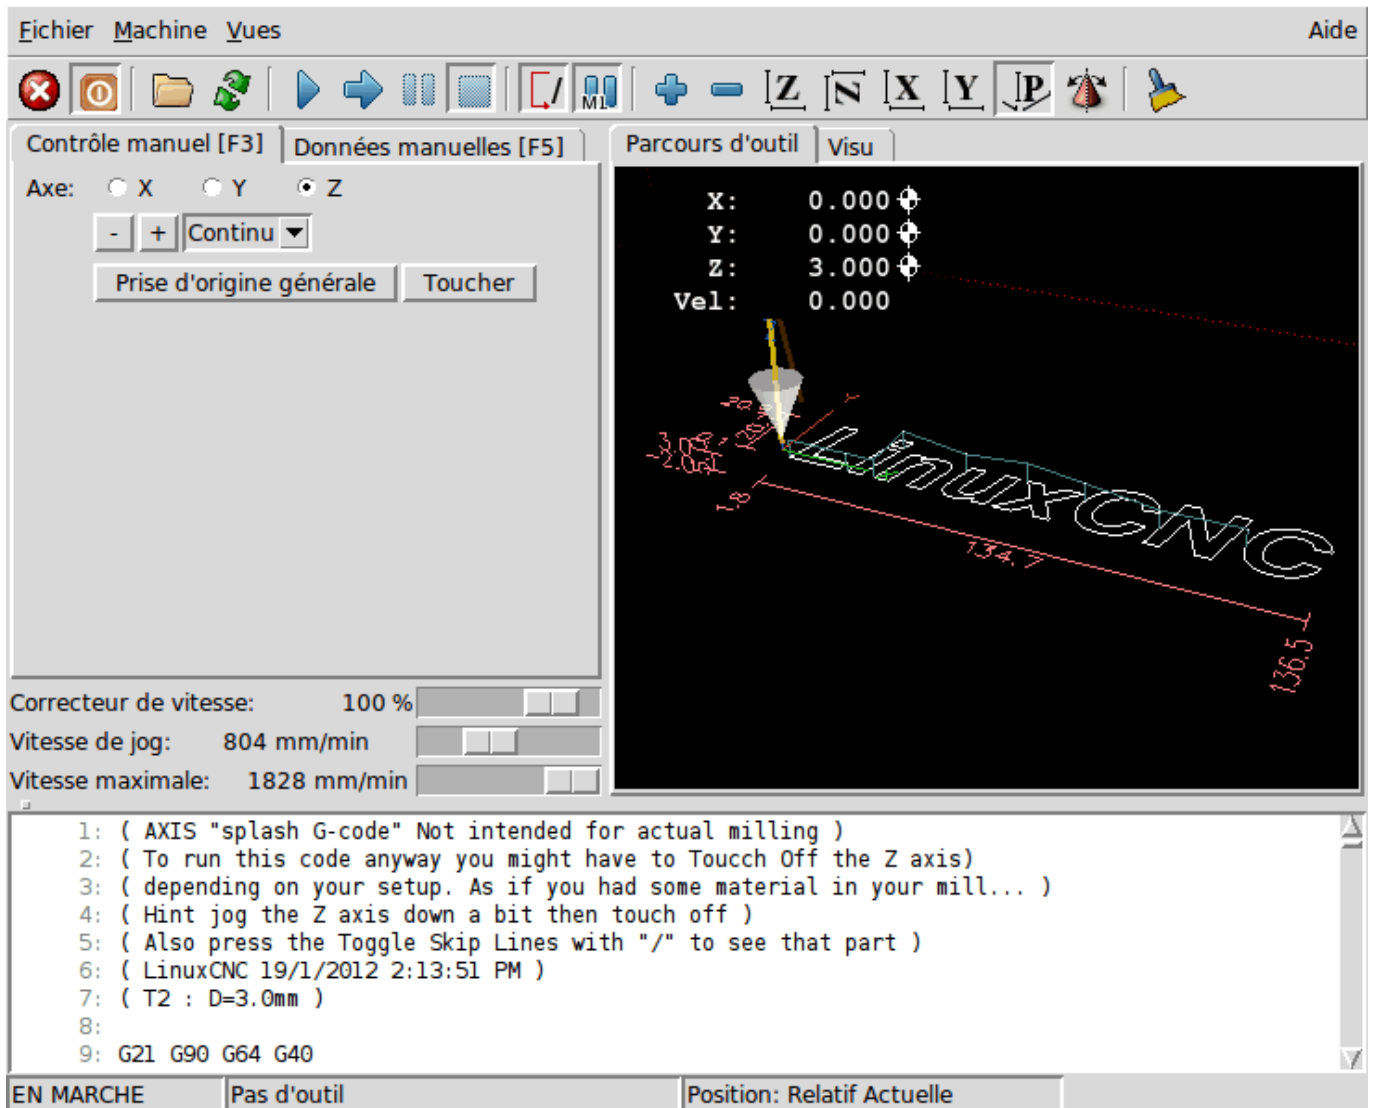 Fichier Machine Vues Aide
M1 Z N X Y P
Contrôle manuel [F3] Données manuelles [F5]
Axe: X Y Z
- + Continu
Prise d'origine générale Toucher
Correcteur de vitesse: 100 %
Vitesse de jog: 804 mm/min
Vitesse maximale: 1828 mm/min
Parcours d'outil Visu
X: 0.000
Y: 0.000
Z: 3.000
Vel: 0.000
Y
LinuxCNC
1.8
134.7
136.5
1: ( AXIS "splash G-code" Not intended for actual milling )
2: ( To run this code anyway you might have to Toucch Off the Z axis)
3: ( depending on your setup. As if you had some material in your mill... )
4: ( Hint jog the Z axis down a bit then touch off )
5: ( Also press the Toggle Skip Lines with "/" to see that part )
6: ( LinuxCNC 19/1/2012 2:13:51 PM )
7: ( T2 : D=3.0mm )
8:
9: G21 G90 G64 G40
EN MARCHE Pas d'outil Position: Relatif Actuelle